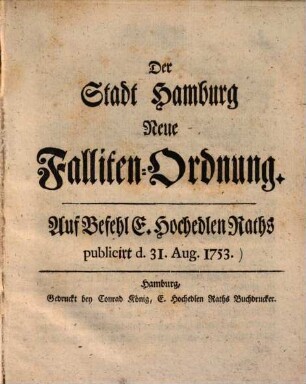 Der
Stadt Hamburg
Neue
Falliten=Ordnung.
Auf Befehl E. Hochedlen Raths
publicirt d. 31. Aug. 1753. )
Hamburg,
Gedruckt bey Conrad König, E. Hochedlen Raths Buchdrucker.